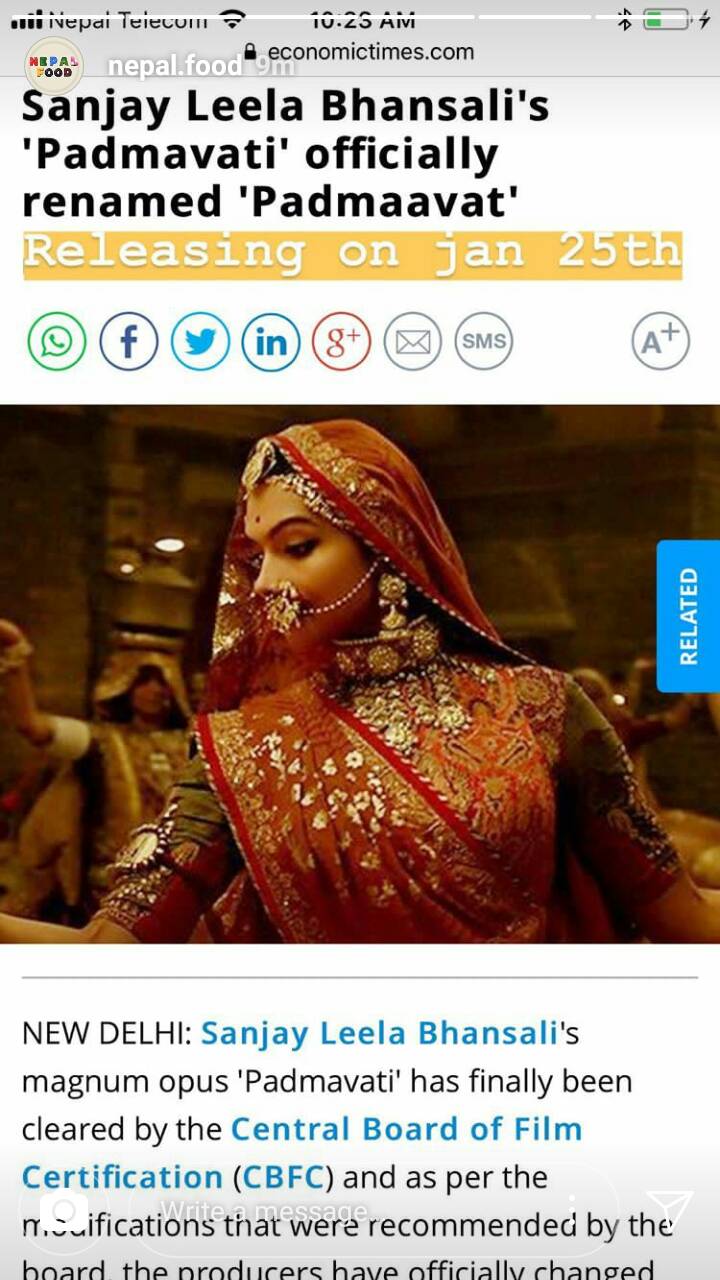 Nepal Telecom 10:23 AM
economictimes.com
NEPAL
FOOD
nepal.food 9m
Sanjay Leela Bhansali's
'Padmavati' officially
renamed 'Padmaavat'
Releasing on jan 25th
f in g+ SMS A+
RELATED
NEW DELHI: Sanjay Leela Bhansali's
magnum opus 'Padmavati' has finally been
cleared by the Central Board of Film
Certification (CBFC) and as per the
Write a message...
modifications that were recommended by the
board, the producers have officially changed